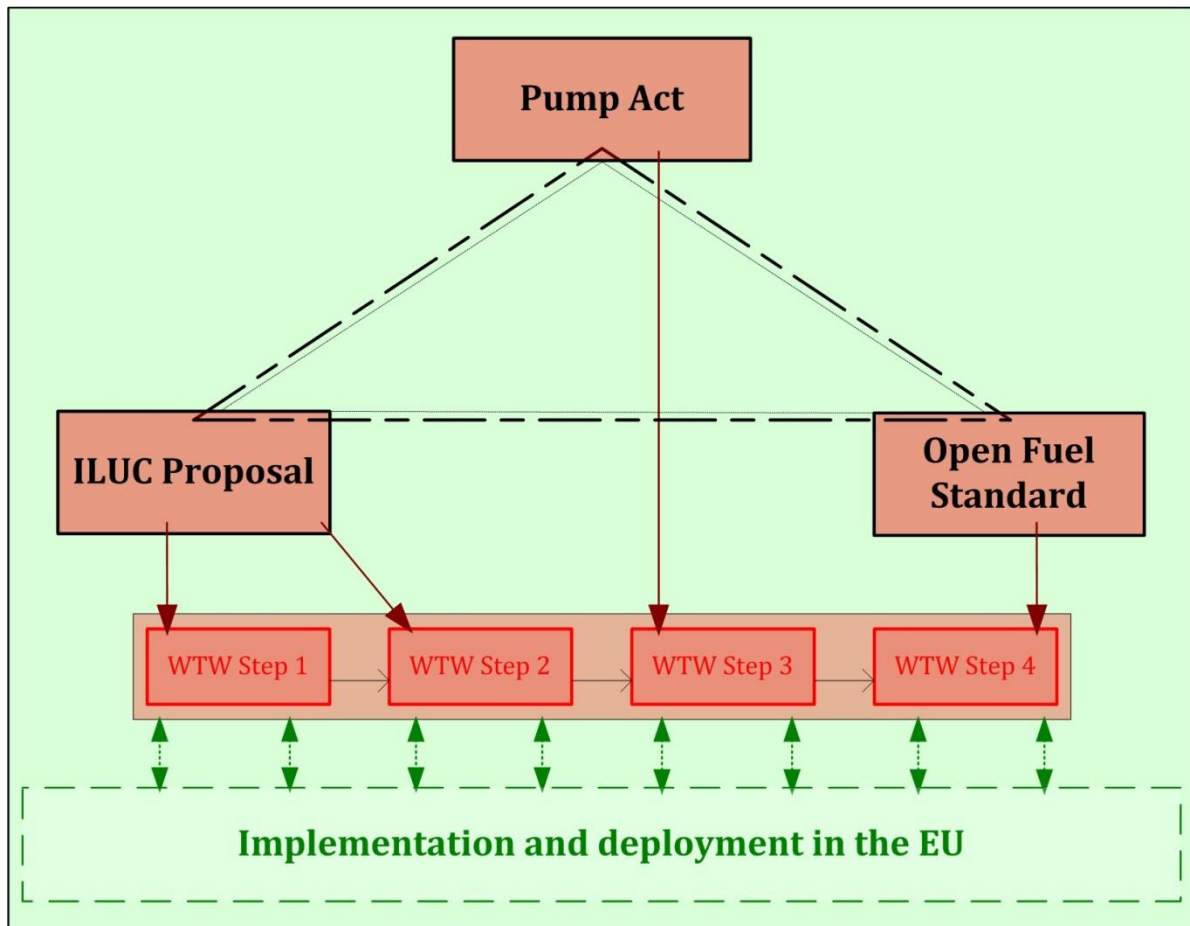 Pump Act
ILUC Proposal
Open Fuel
Standard
WTW Step 1
WTW Step 2
WTW Step 3
WTW Step 4
Implementation and deployment in the EU